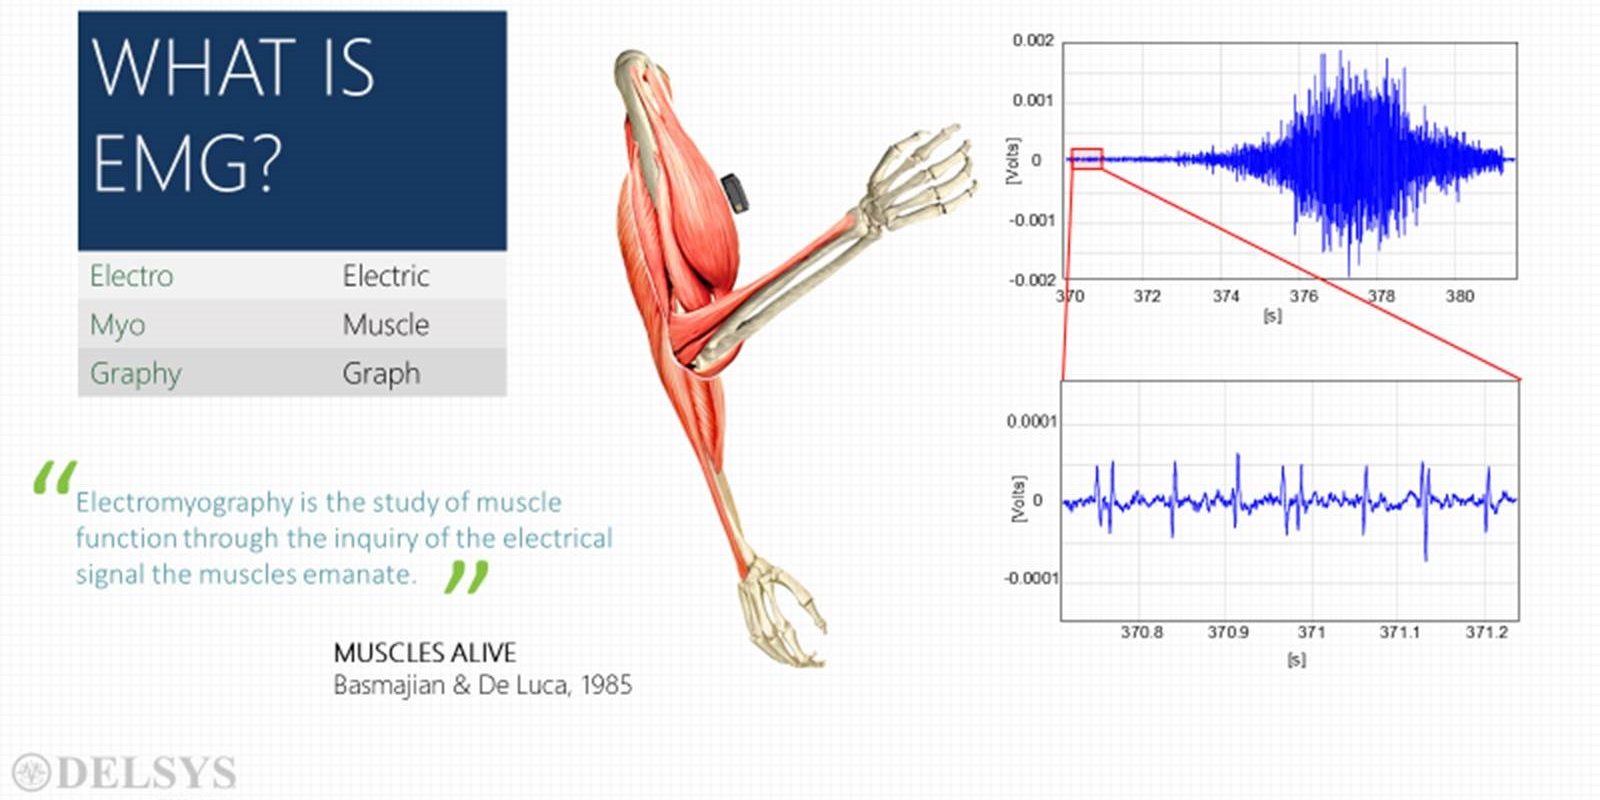 WHAT IS
EMG?
Electro Electric
Myo Muscle
Graphy Graph
“Electromyography is the study of muscle
function through the inquiry of the electrical
signal the muscles emanate. ”
MUSCLES ALIVE
Basmajian & De Luca, 1985
DELSYS
0.002
0.001
0
-0.001
-0.002
[Volts]
370 372 374 376 378 380
[s]
0.0001
0
-0.0001
[Volts]
370.8 370.9 371 371.1 371.2
[s]